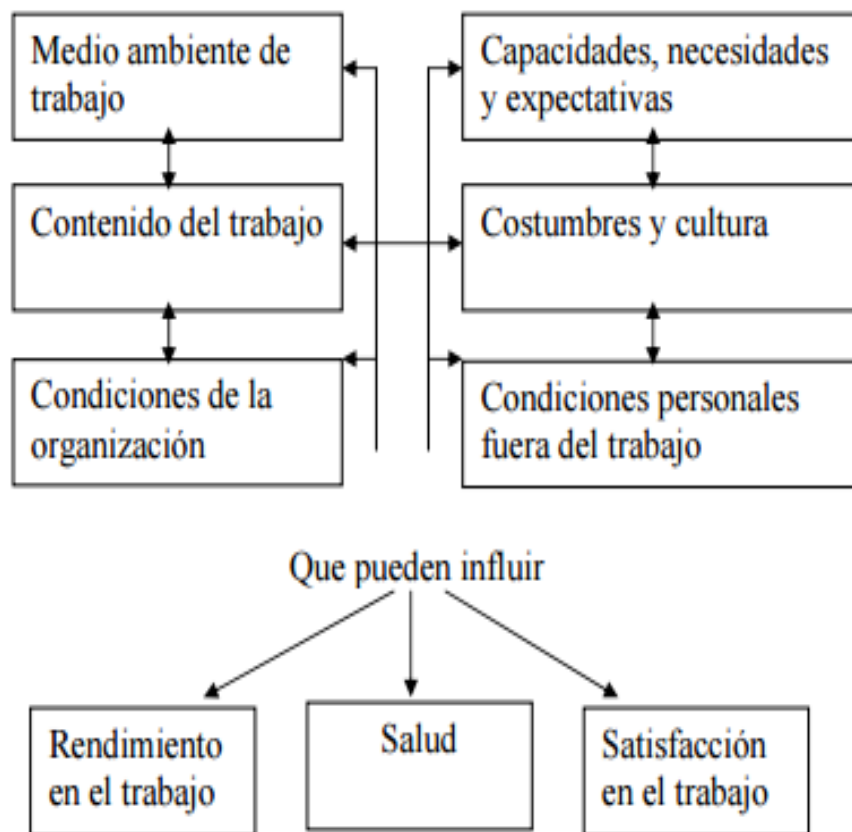 Medio ambiente de
trabajo
Capacidades, necesidades
y expectativas
Contenido del trabajo
Costumbres y cultura
Condiciones de la
organización
Condiciones personales
fuera del trabajo
Que pueden influir
Rendimiento
en el trabajo
Salud
Satisfacción
en el trabajo